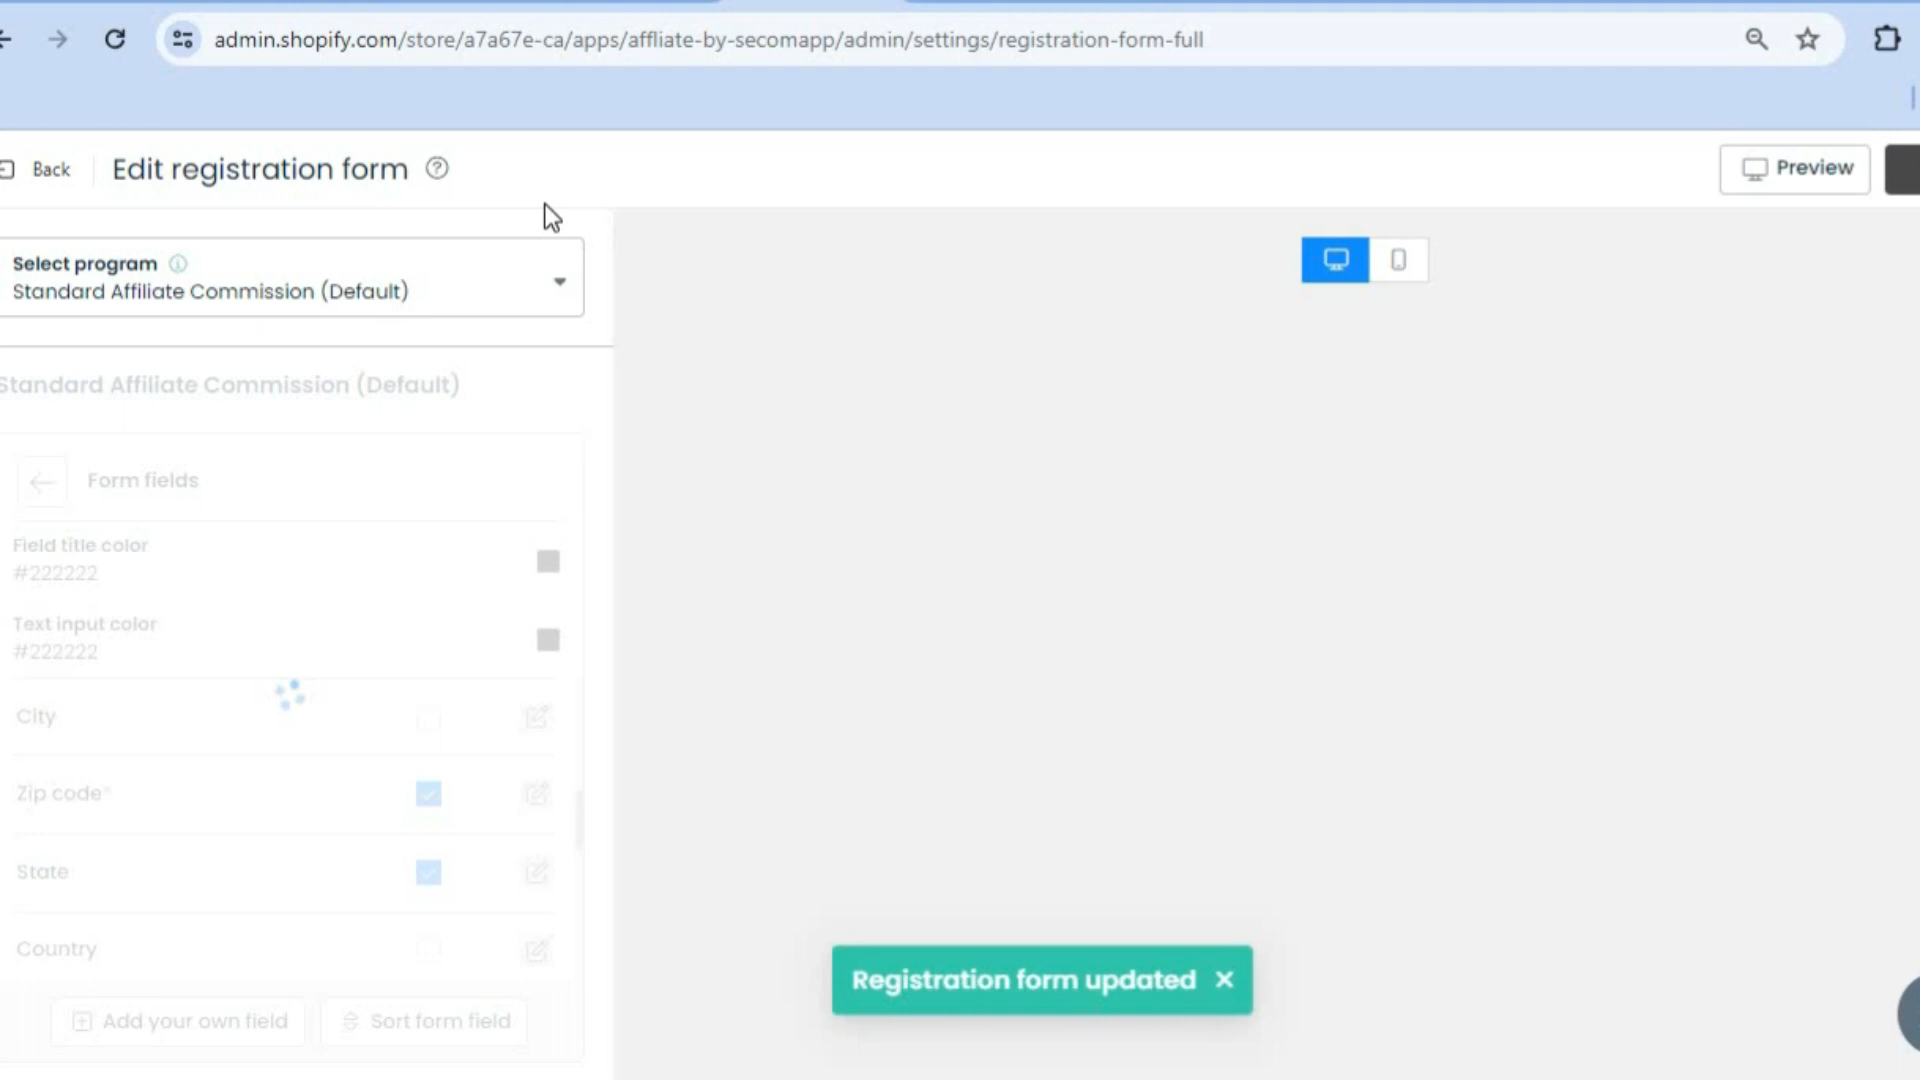 admin.shopify.com/store/a7a67e-ca/apps/affliate-by-secomapp/admin/settings/registration-form-full
Back
Edit registration form
Preview
Select program
Standard Affiliate Commission (Default)
Standard Affiliate Commission (Default)
Form fields
Field title color
#222222
Text input color
#222222
City
Zip code*
State
Country
Add your own field
Sort form field
Registration form updated